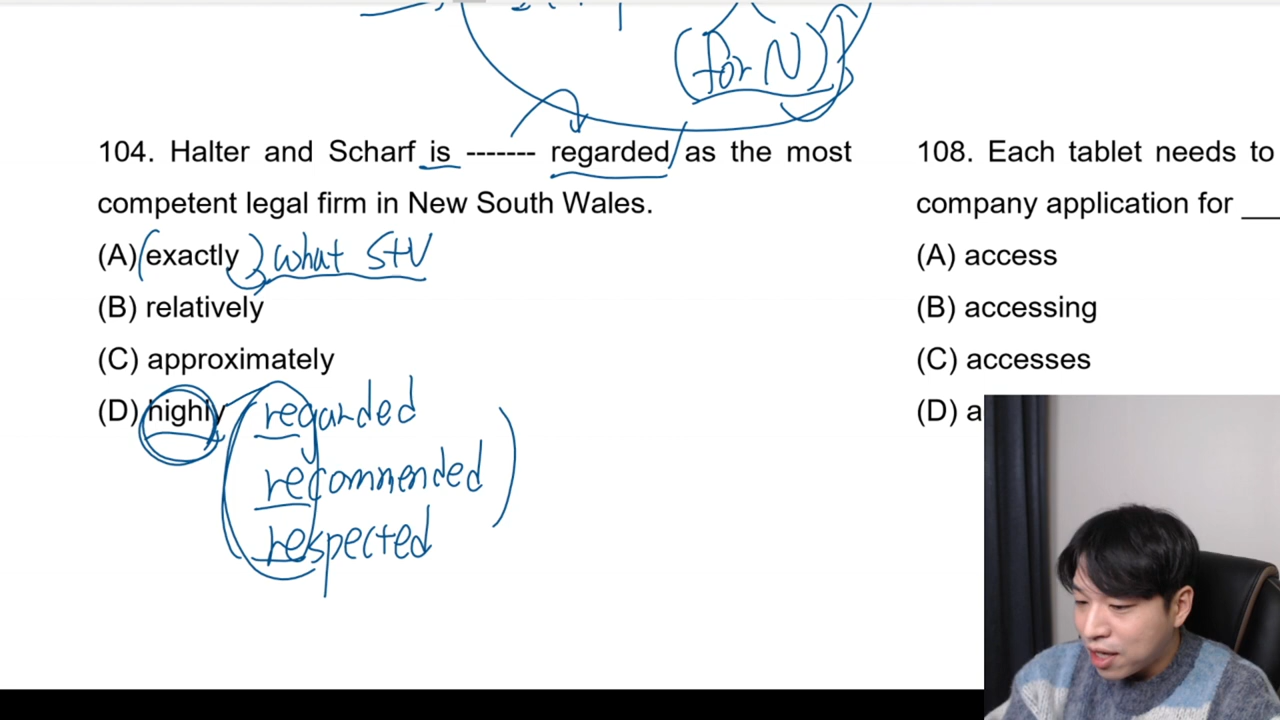 (for N)
104. Halter and Scharf is ------- regarded as the most
competent legal firm in New South Wales.
(A) exactly what S+V
(B) relatively
(C) approximately
(D) highly regarded
recommended
respected
108. Each tablet needs to
company application for ___
(A) access
(B) accessing
(C) accesses
(D) a